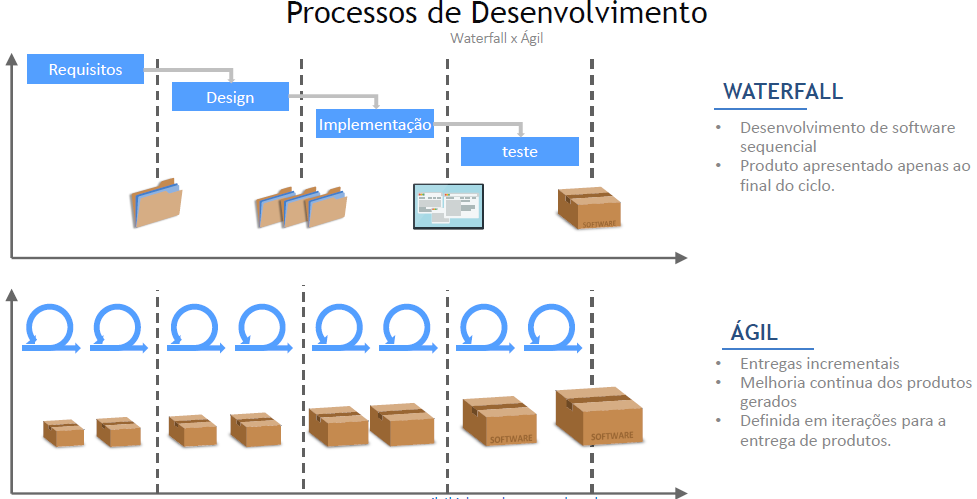 Processos de Desenvolvimento
Waterfall x Ágil
Requisitos
Design
Implementação
teste
SOFTWARE
WATERFALL
• Desenvolvimento de software
sequencial
• Produto apresentado apenas ao
final do ciclo.
SOFTWARE
SOFTWARE
ÁGIL
• Entregas incrementais
• Melhoria continua dos produtos
gerados
• Definida em iterações para a
entrega de produtos.